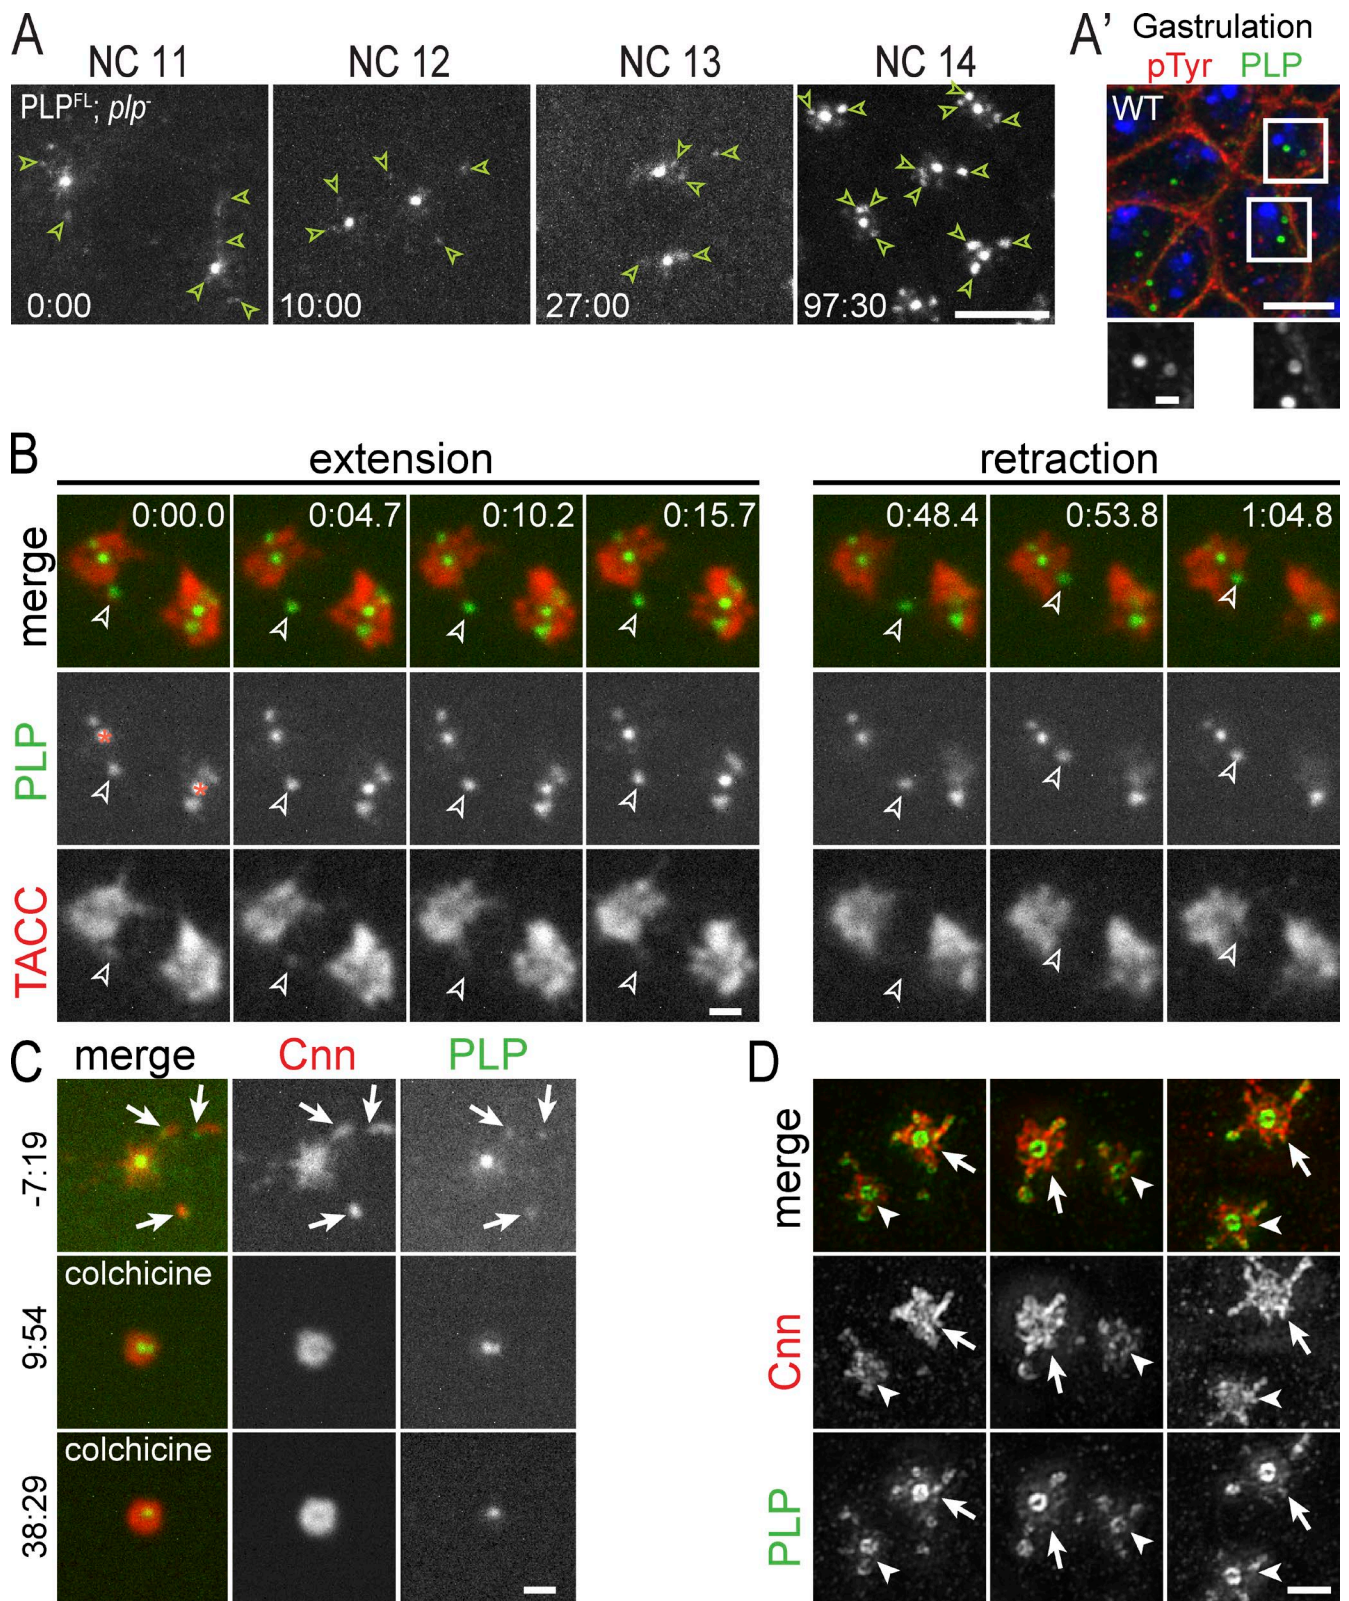 A
NC 11 NC 12 NC 13 NC 14
PLPFL; plp-
0:00 10:00 27:00 97:30
A'
Gastrulation
pTyr PLP
WT
B
extension retraction
merge
0:00.0 0:04.7 0:10.2 0:15.7 0:48.4 0:53.8 1:04.8
PLP
* *
TACC
C
merge Cnn PLP
-7:19
9:54
colchicine
38:29
colchicine
D
merge
Cnn
PLP